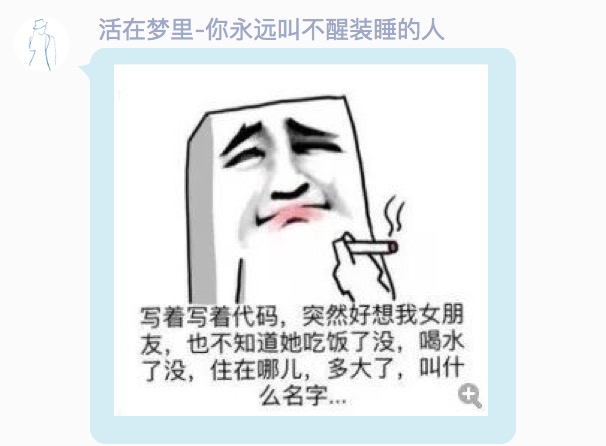 活在梦里-你永远叫不醒装睡的人
写着写着代码，突然好想我女朋
友，也不知道她吃饭了没，喝水
了没，住在哪儿，多大了，叫什
么名字...